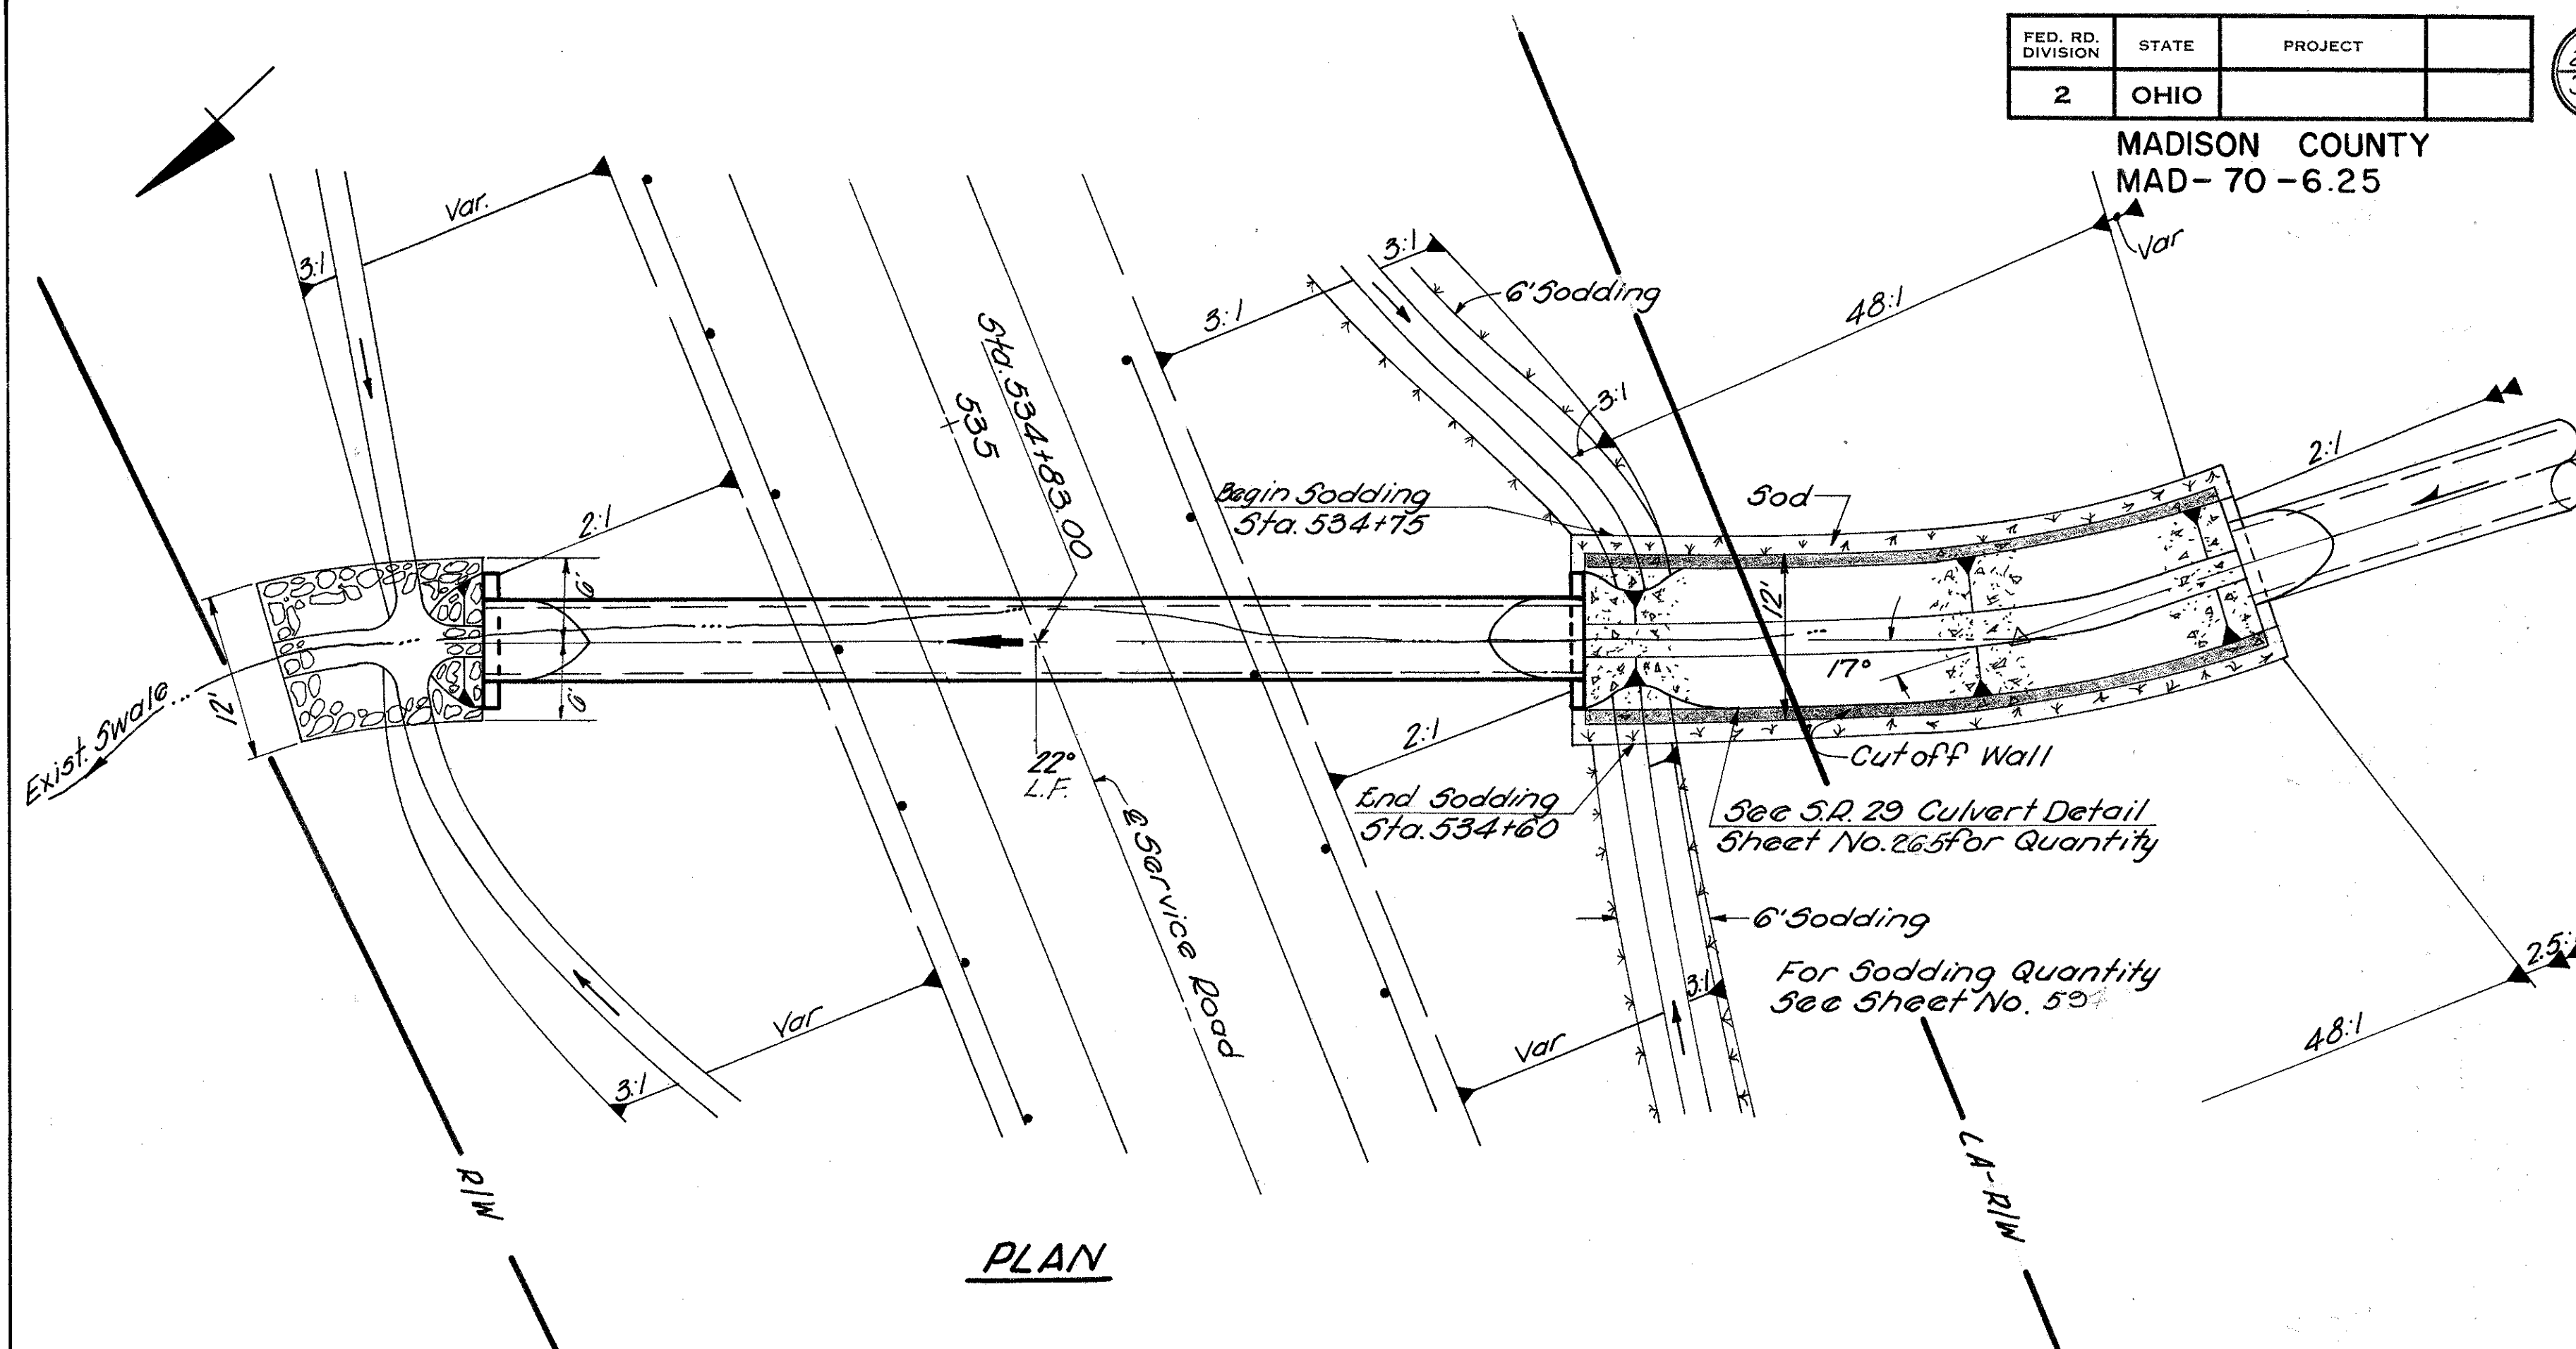 FED. RD. DIVISION
STATE
PROJECT
2
OHIO
MADISON COUNTY
MAD-70-6.25
Var.
3:1
3:1
3:1
6' Sodding
48:1
Var
Sta. 534+83.00
535
3:1
2:1
Begin Sodding
Sta. 534+75
Sod
2:1
6'
6'
12'
12'
17°
Exist. Swale
22°
L.F.
2:1
Cutoff Wall
End Sodding
Sta. 534+60
See S.R. 29 Culvert Detail
Sheet No. 265 for Quantity
℄ Service Road
6' Sodding
For Sodding Quantity
See Sheet No. 59
3:1
Var
Var
3:1
48:1
R/W
LA-R/W
PLAN